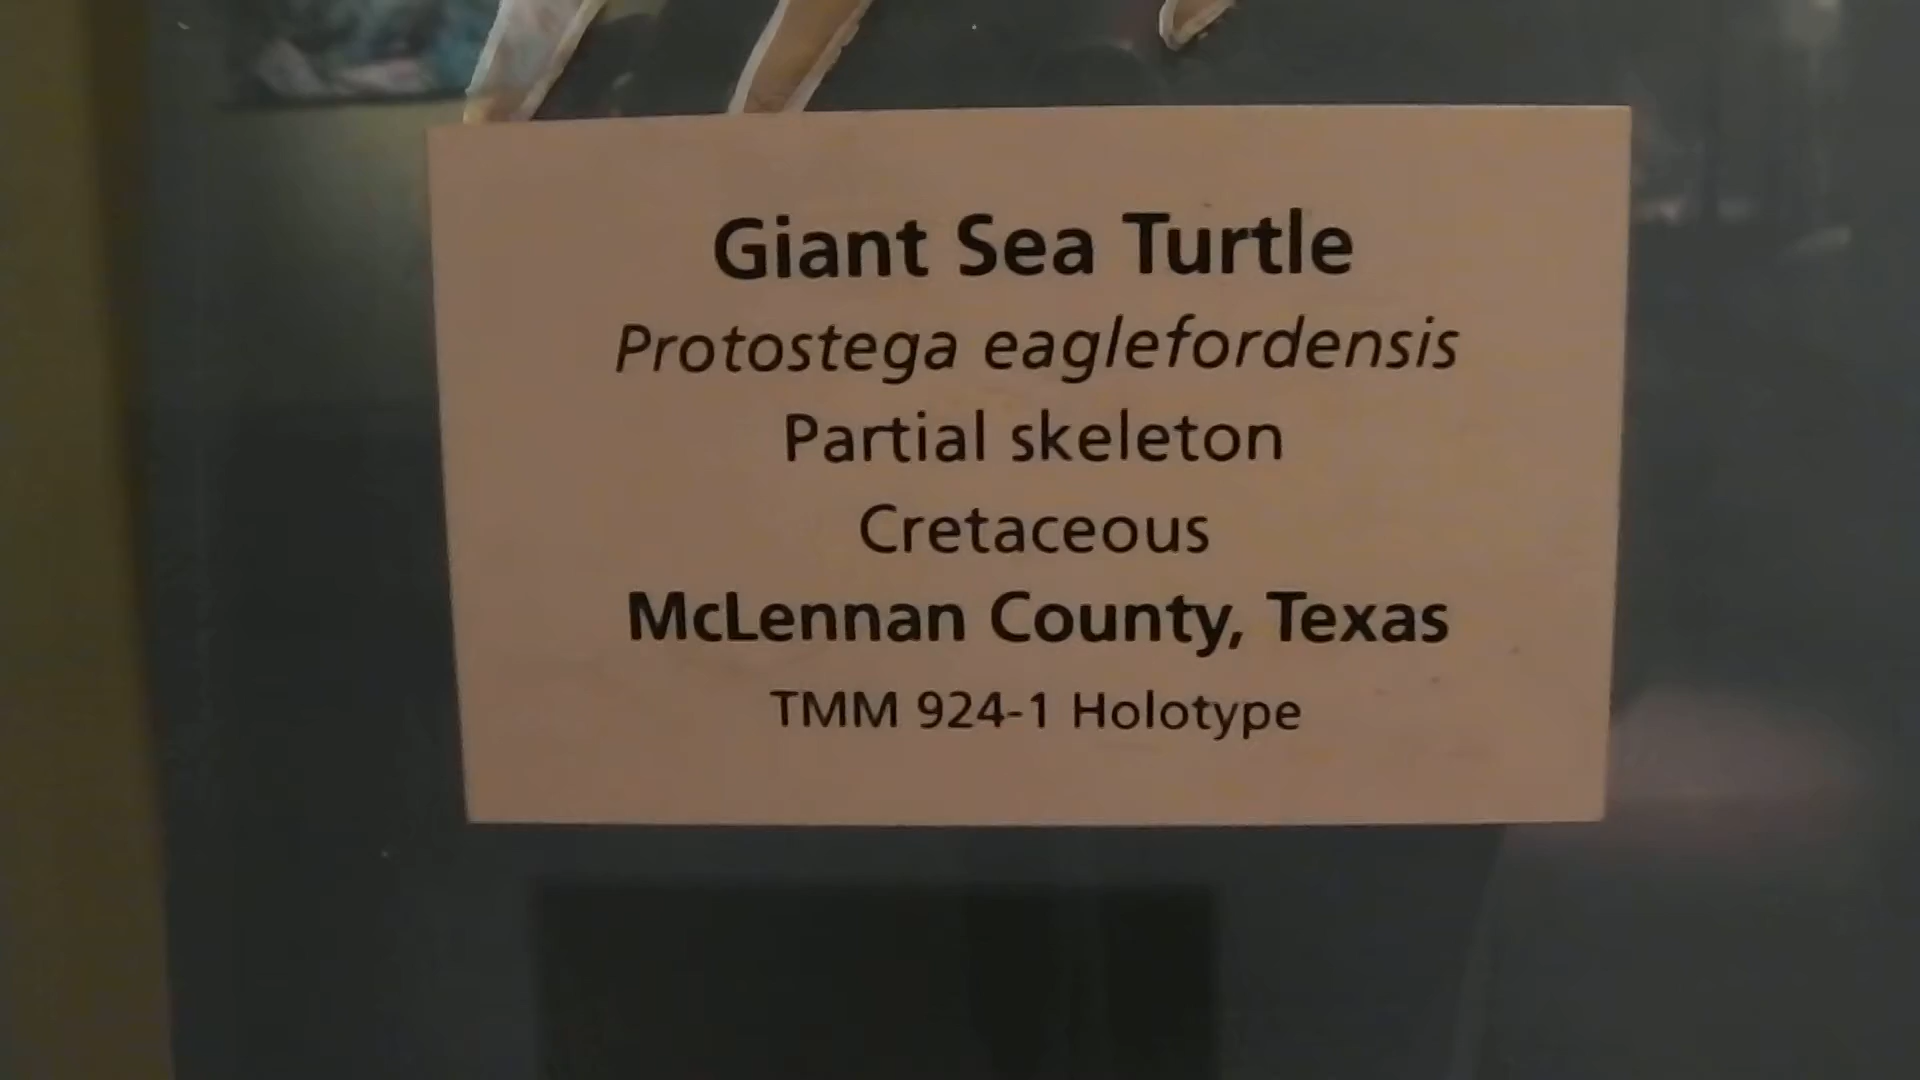 Giant Sea Turtle
Protostega eaglefordensis
Partial skeleton
Cretaceous
McLennan County, Texas
TMM 924-1 Holotype